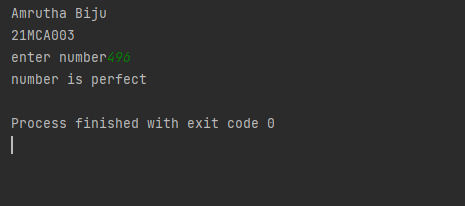 Amrutha Biju
21MCA003
enter number496
number is perfect
Process finished with exit code 0